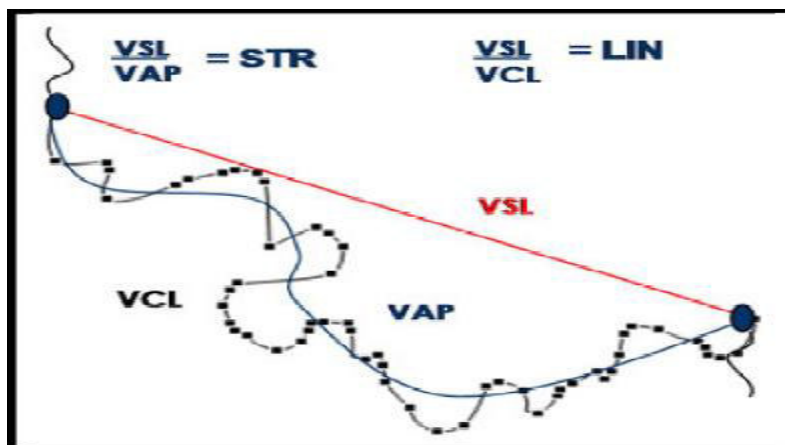 VSL
VAP = STR
VSL
VCL = LIN
VSL
VCL
VAP